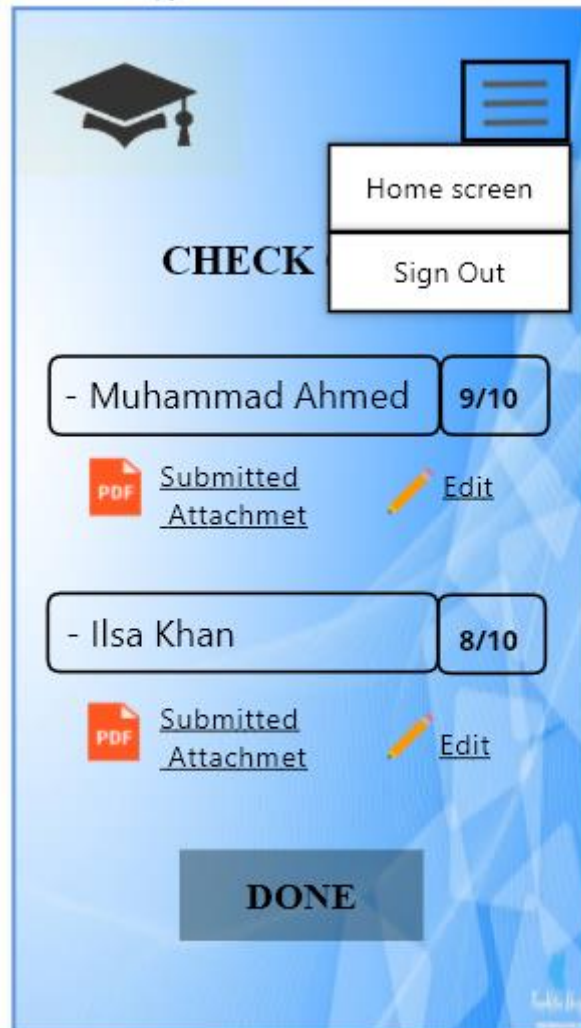 Home screen
CHECK
Sign Out
- Muhammad Ahmed 9/10
PDF Submitted Edit
Attachmet
- Ilsa Khan 8/10
PDF Submitted Edit
Attachmet
DONE